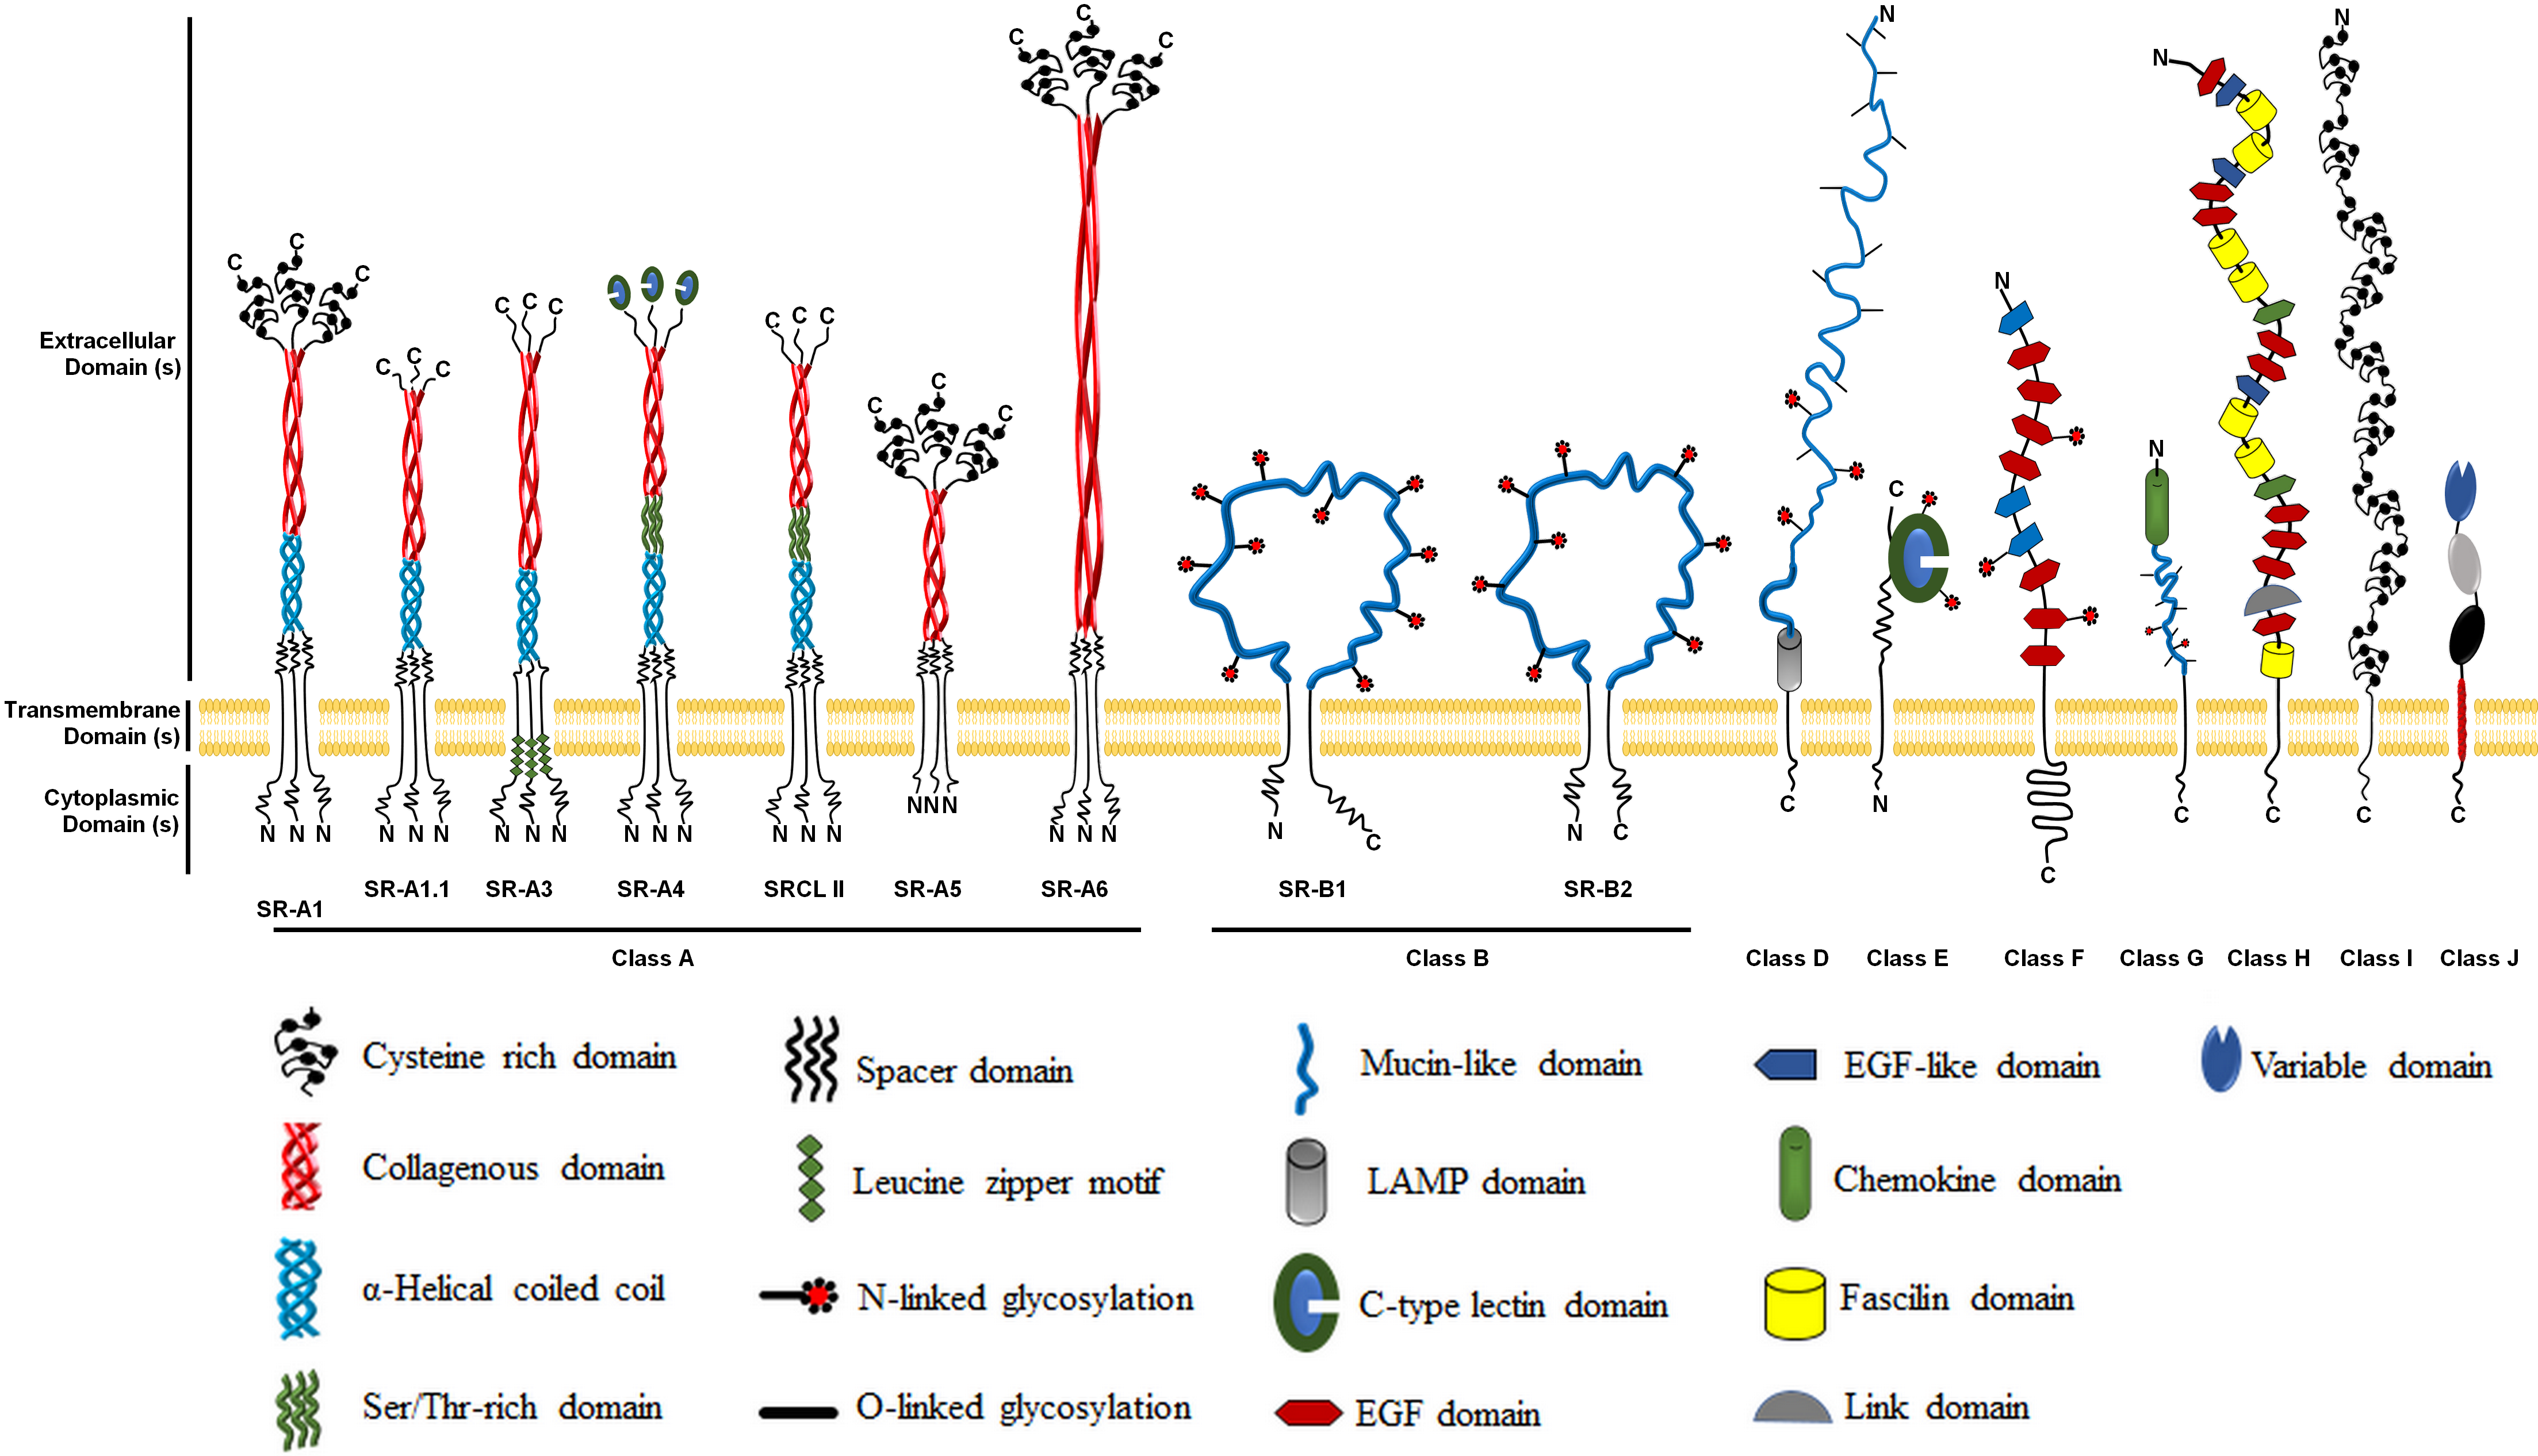 N
C
C
C
C
C
C
N
N
C
C
C
N
C
C
C
C
C
C
C
C
C
C
C
C
N
C
Extracellular
Domain (s)
Transmembrane
Domain (s)
Cytoplasmic
Domain (s)
N N N
N N N
N N N
N N N
N N N
NNN
N N N
N
C
N
C
C
N
C
C
C
C
C
SR-A1
SR-A1.1
SR-A3
SR-A4
SRCL II
SR-A5
SR-A6
SR-B1
SR-B2
Class A
Class B
Class D
Class E
Class F
Class G
Class H
Class I
Class J
Cysteine rich domain
Collagenous domain
α-Helical coiled coil
Ser/Thr-rich domain
Spacer domain
Leucine zipper motif
N-linked glycosylation
O-linked glycosylation
Mucin-like domain
LAMP domain
C-type lectin domain
EGF domain
EGF-like domain
Chemokine domain
Fascilin domain
Link domain
Variable domain